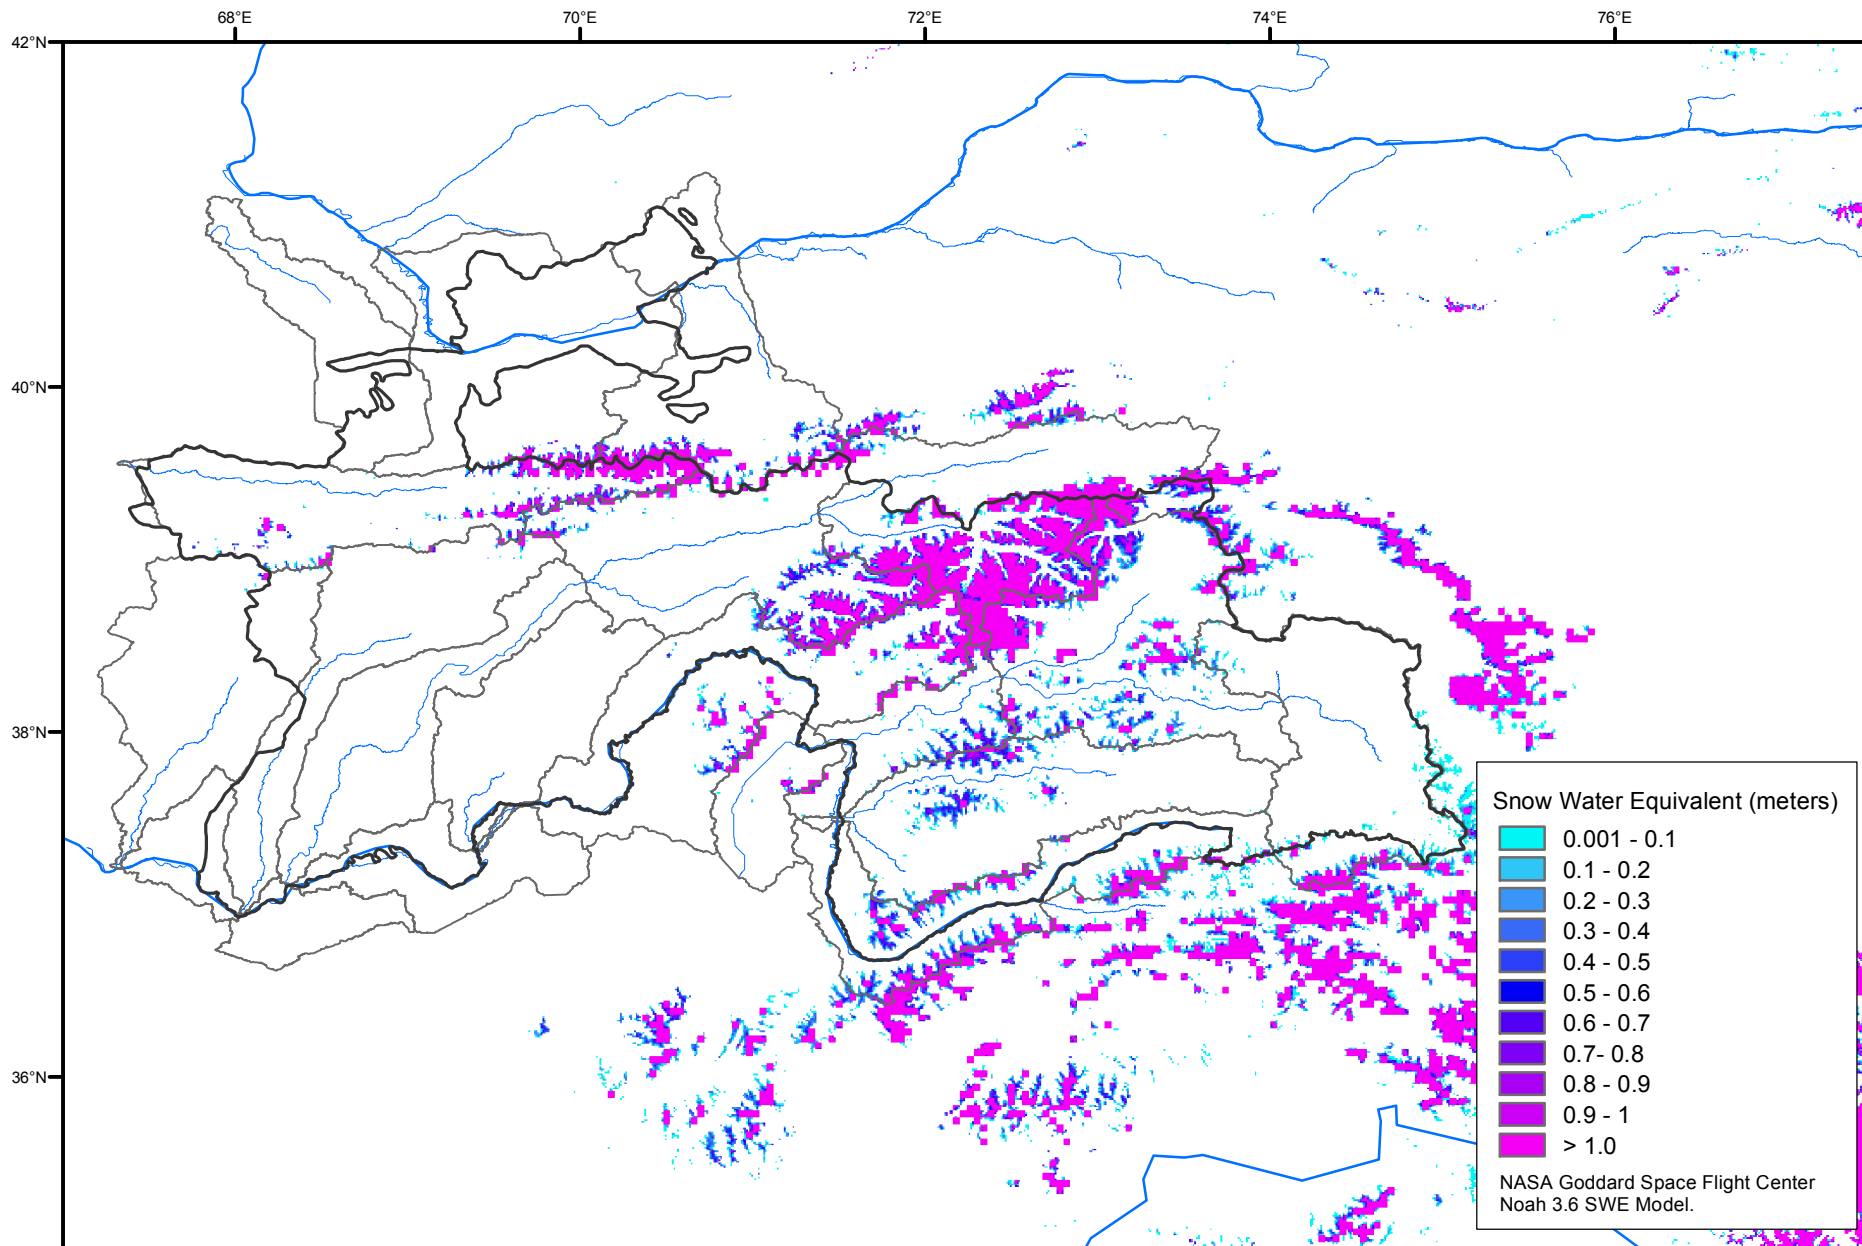 68°E 70°E 72°E 74°E 76°E
42°N
40°N
38°N
36°N
Snow Water Equivalent (meters)
0.001 - 0.1
0.1 - 0.2
0.2 - 0.3
0.3 - 0.4
0.4 - 0.5
0.5 - 0.6
0.6 - 0.7
0.7- 0.8
0.8 - 0.9
0.9 - 1
> 1.0
NASA Goddard Space Flight Center
Noah 3.6 SWE Model.